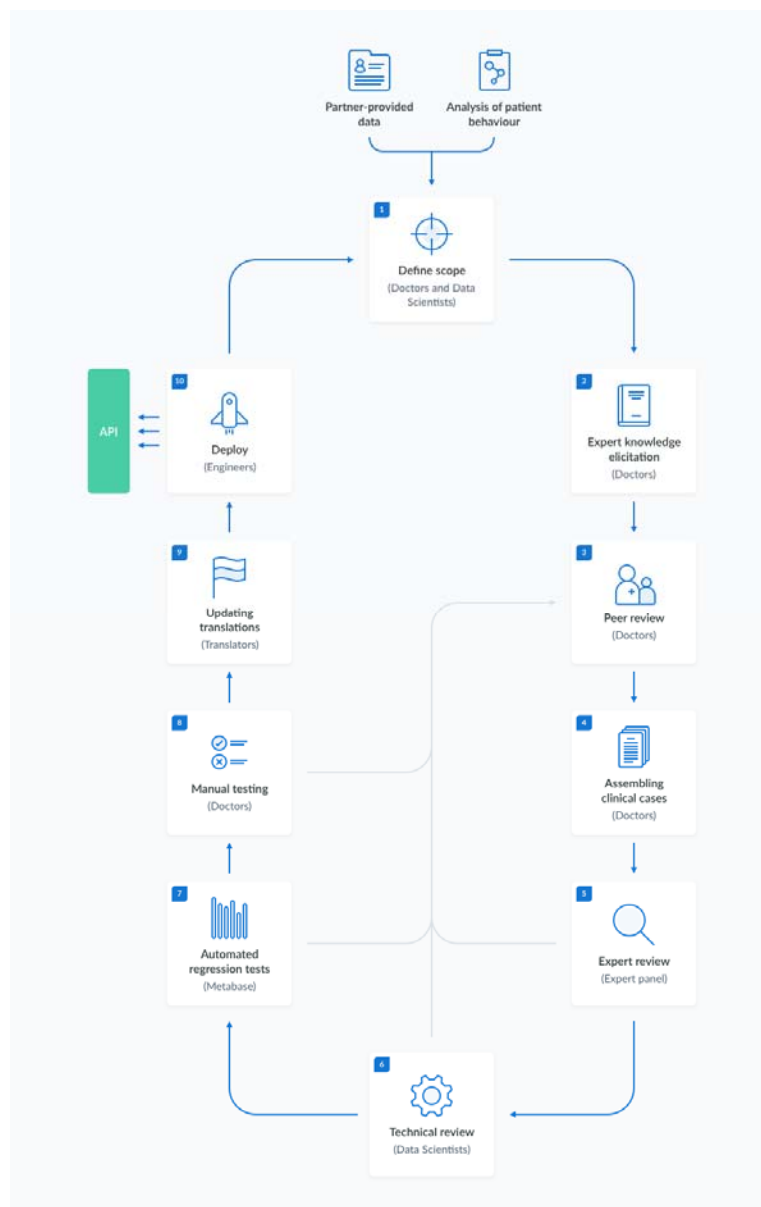 Partner-provided
data
Analysis of patient
behaviour
1
Define scope
(Doctors and Data
Scientists)
2
Expert knowledge
elicitation
(Doctors)
3
Peer review
(Doctors)
4
Assembling
clinical cases
(Doctors)
5
Expert review
(Expert panel)
6
Technical review
(Data Scientists)
7
Automated
regression tests
(Metabase)
8
Manual testing
(Doctors)
9
Updating
translations
(Translators)
10
Deploy
(Engineers)
API